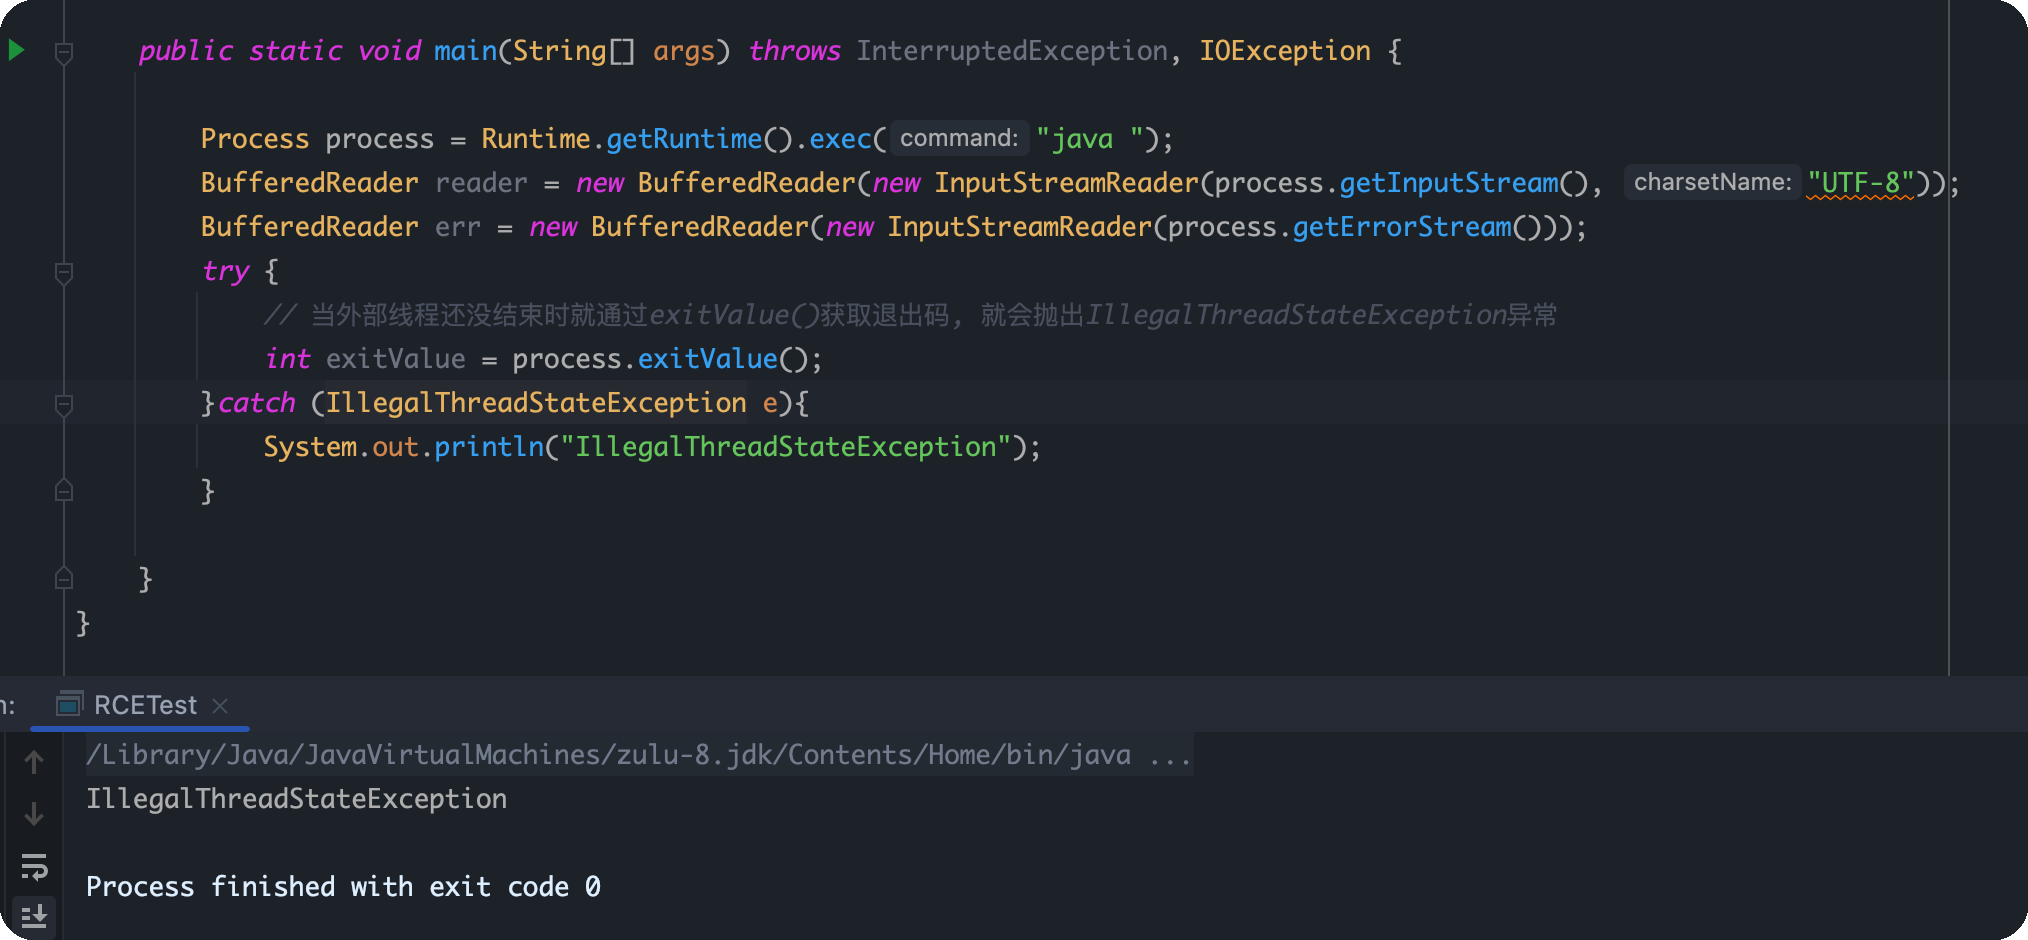 public static void main(String[] args) throws InterruptedException, IOException {
Process process = Runtime.getRuntime().exec( command: "java ");
BufferedReader reader = new BufferedReader(new InputStreamReader(process.getInputStream(), charsetName: "UTF-8"));
BufferedReader err = new BufferedReader(new InputStreamReader(process.getErrorStream()));
try {
// 当外部线程还没结束时就通过exitValue()获取退出码, 就会抛出IllegalThreadStateException异常
int exitValue = process.exitValue();
}catch (IllegalThreadStateException e){
System.out.println("IllegalThreadStateException");
}
}
}
n: RCETest
/Library/Java/JavaVirtualMachines/zulu-8.jdk/Contents/Home/bin/java ...
IllegalThreadStateException
Process finished with exit code 0